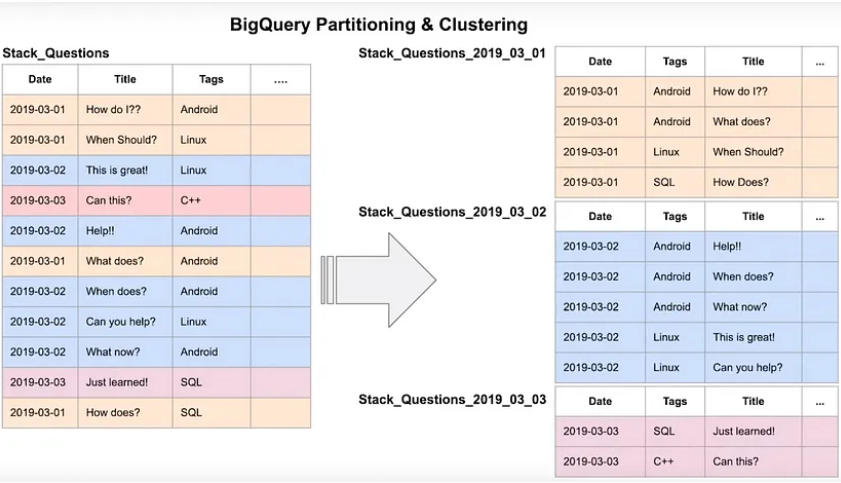 BigQuery Partitioning & Clustering
Stack_Questions
Date Title Tags ....
2019-03-01 How do I?? Android
2019-03-01 When Should? Linux
2019-03-02 This is great! Linux
2019-03-03 Can this? C++
2019-03-02 Help!! Android
2019-03-01 What does? Android
2019-03-02 When does? Android
2019-03-02 Can you help? Linux
2019-03-02 What now? Android
2019-03-03 Just learned! SQL
2019-03-01 How does? SQL
Stack_Questions_2019_03_01
Date Tags Title ...
2019-03-01 Android How do I??
2019-03-01 Android What does?
2019-03-01 Linux When Should?
2019-03-01 SQL How Does?
Stack_Questions_2019_03_02
Date Tags Title ...
2019-03-02 Android Help!!
2019-03-02 Android When does?
2019-03-02 Android What now?
2019-03-02 Linux This is great!
2019-03-02 Linux Can you help?
Stack_Questions_2019_03_03
Date Tags Title ...
2019-03-03 SQL Just learned!
2019-03-03 C++ Can this?